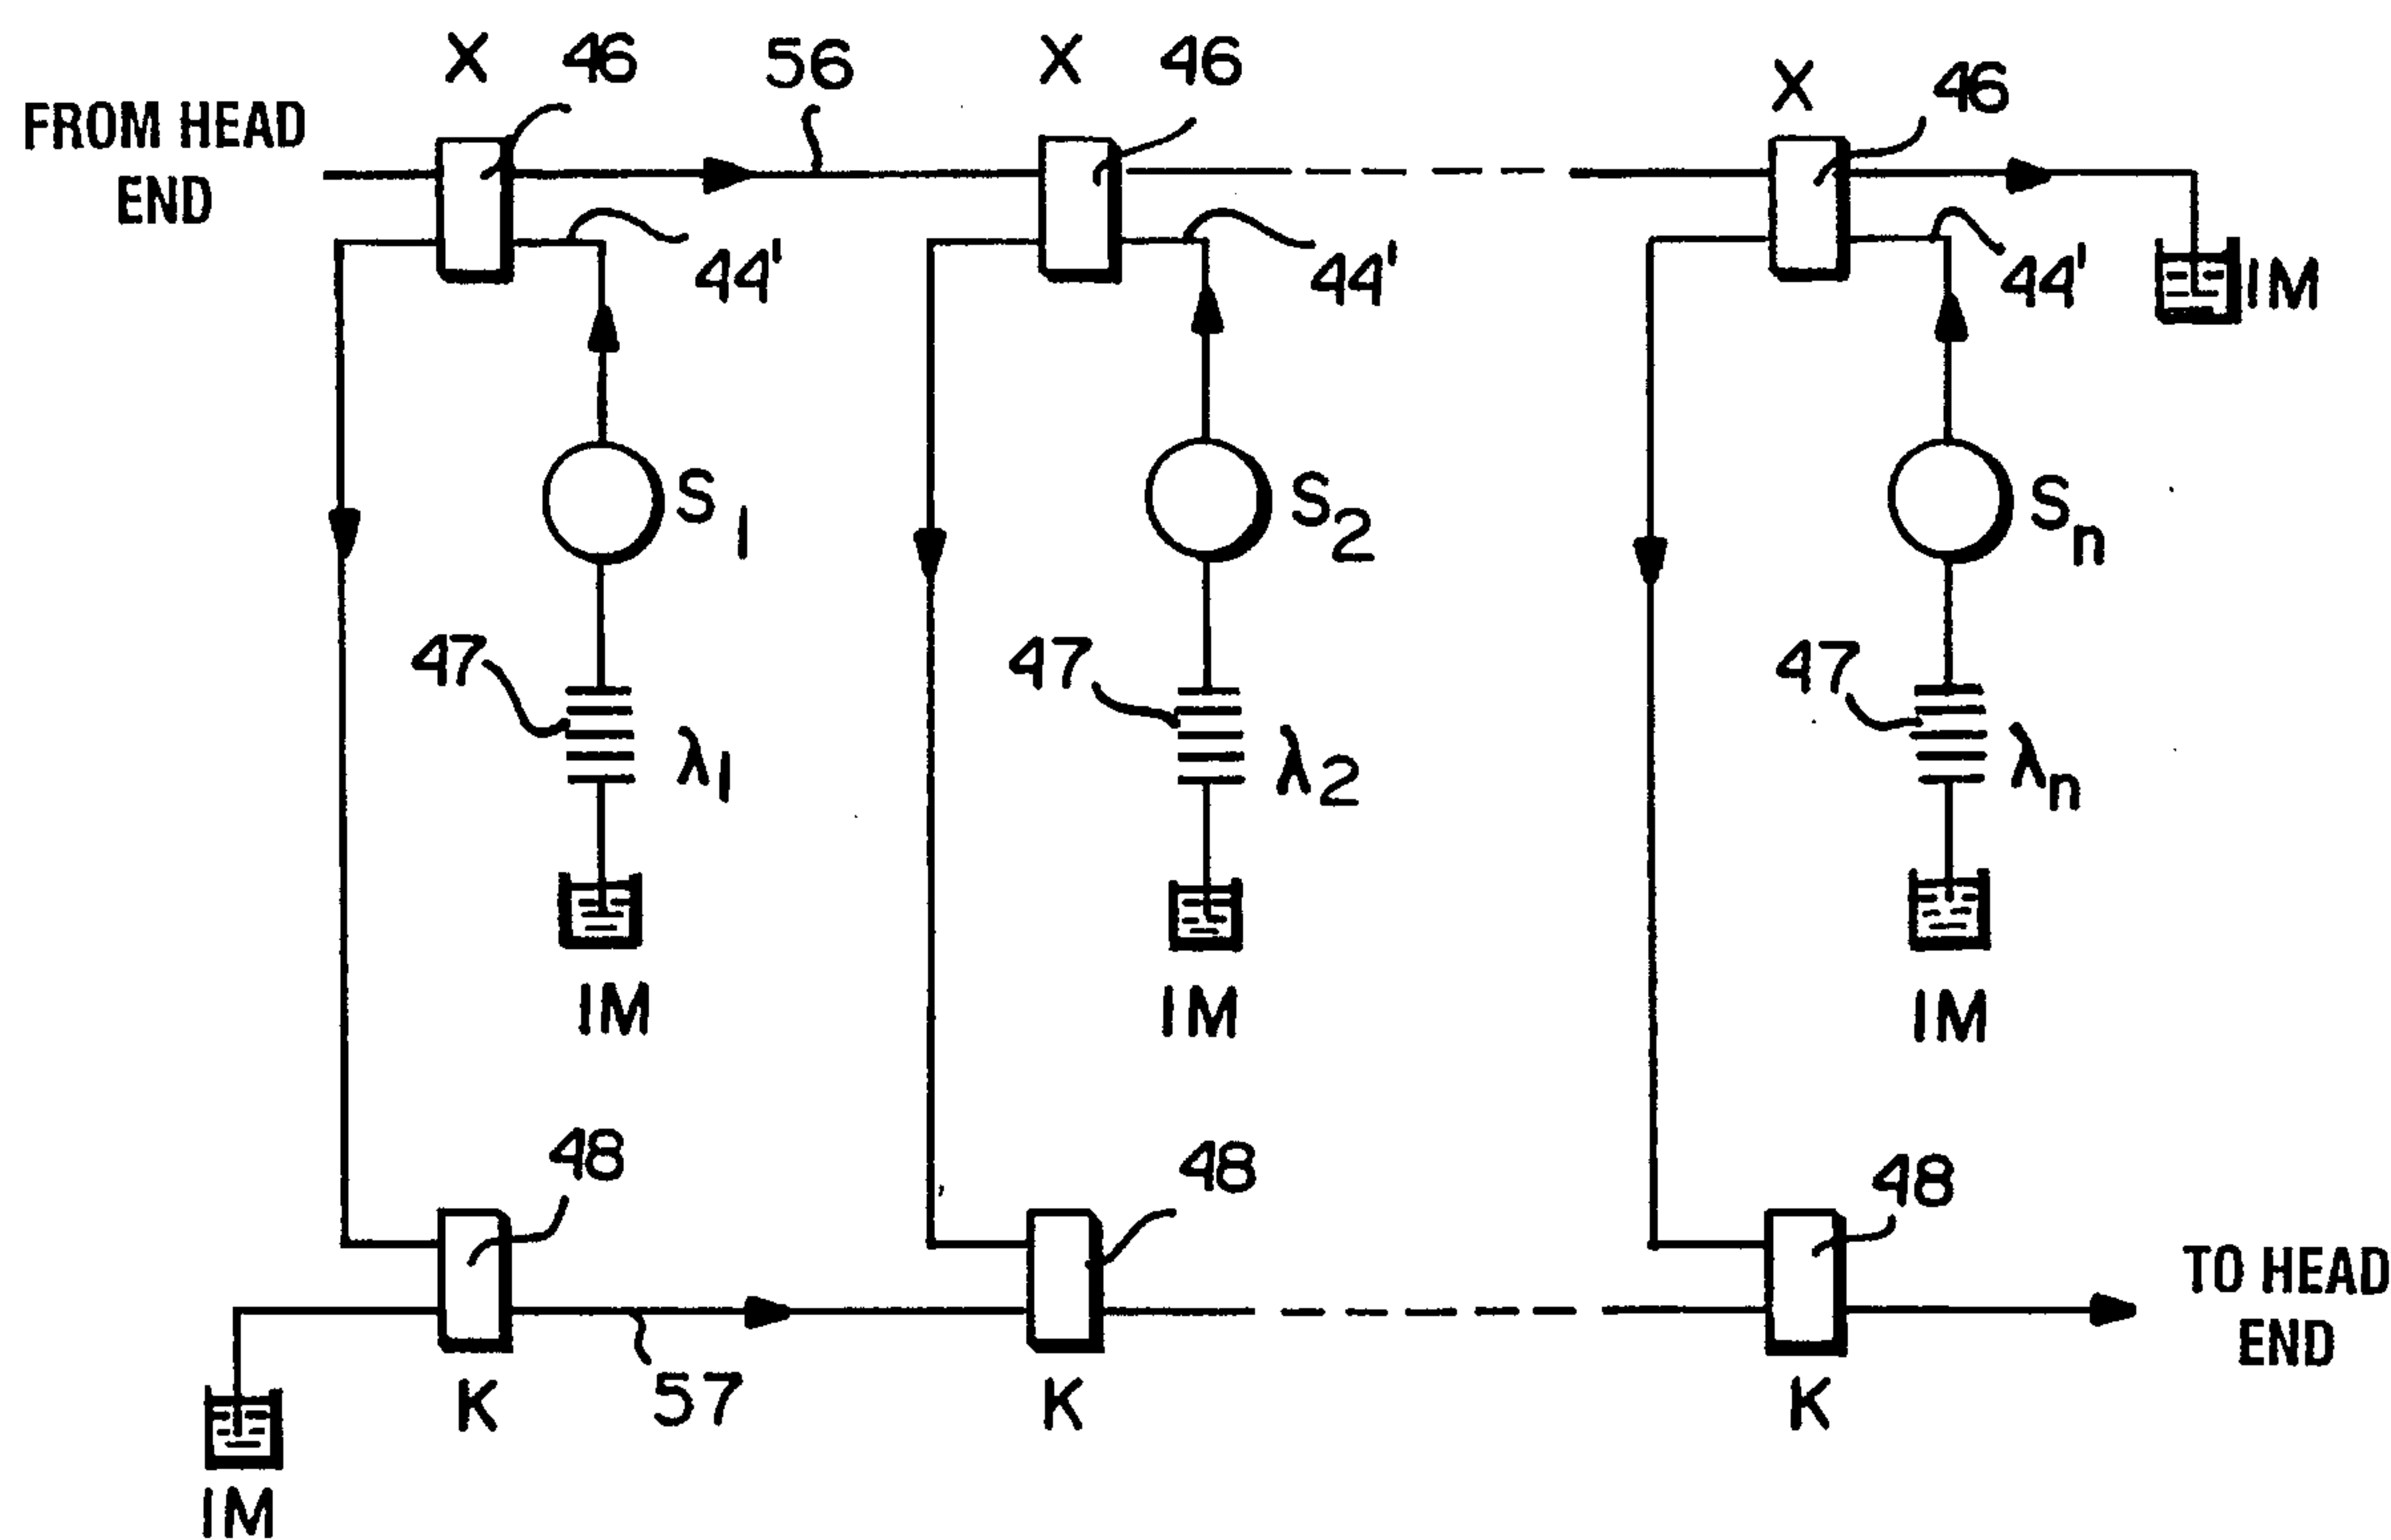 X 46 56 X 46 X 46
FROM HEAD
END
44' 44' 44' IM
S1 S2 Sn
47 47 47
λ1 λ2 λn
IM IM IM
48 48 48
TO HEAD
END
K 57 K K
IM